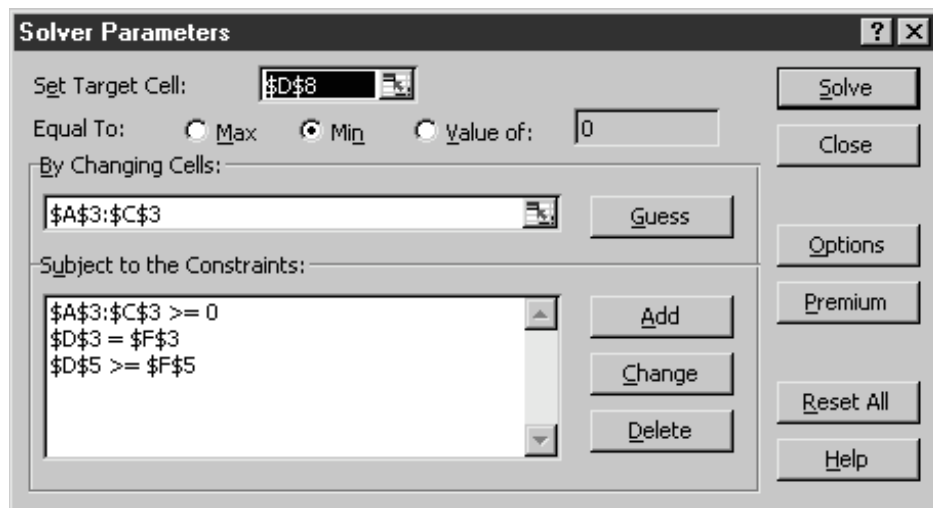 Solver Parameters
? X
Set Target Cell: $D$8 Solve
Equal To: Max Min Value of: 0 Close
By Changing Cells:
$A$3:$C$3 Guess
Options
Subject to the Constraints:
$A$3:$C$3 >= 0 Add Premium
$D$3 = $F$3
$D$5 >= $F$5
Change
Reset All
Delete
Help